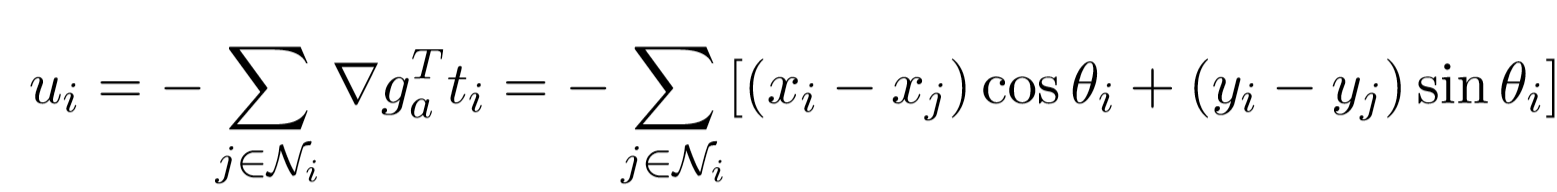 u_i = - \sum_{j \in \mathcal{N}_i} \nabla g_a^T t_i = - \sum_{j \in \mathcal{N}_i} [(x_i - x_j) \cos \theta_i + (y_i - y_j) \sin \theta_i]